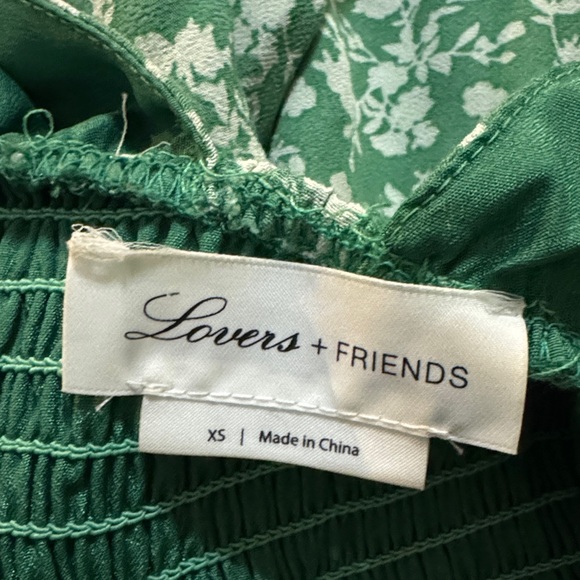 Lovers + FRIENDS
XS | Made in China